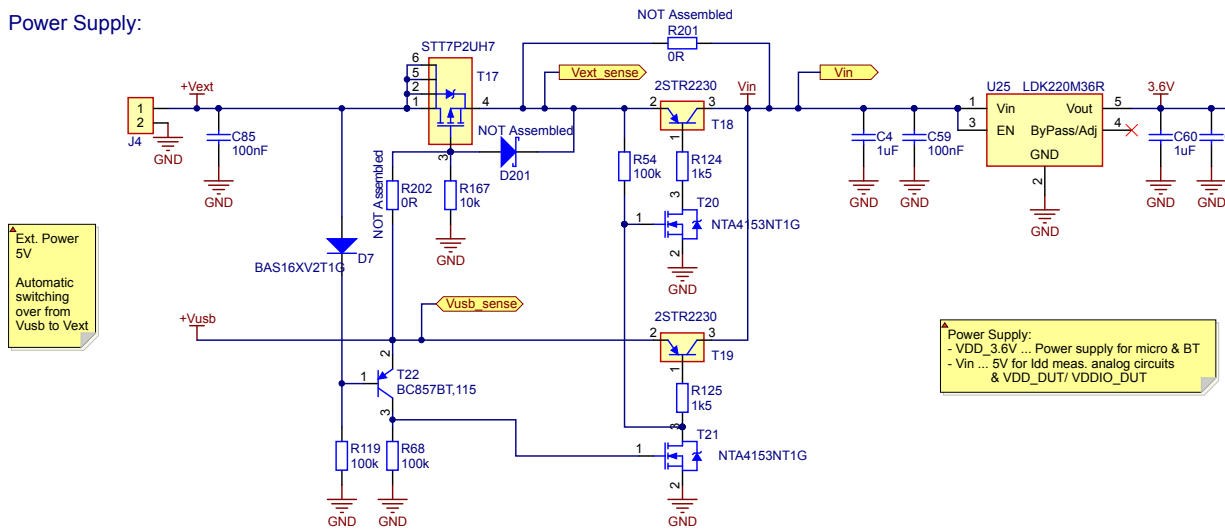 Power Supply:
NOT Assembled
R201
0R
STT7P2UH7
6
5
2
1
T17
4
3
Vext_sense
2STR2230
2
3
T18
1
Vin
Vin
U25
LDK220M36R
1
Vin
Vout
5
3
EN
ByPass/Adj
4
GND
2
GND
3.6V
+Vext
1
2
J4
GND
C85
100nF
GND
NOT Assembled
D201
NOT Assembled
R202
0R
R167
10k
GND
R54
100k
R124
1k5
3
T20
1
NTA4153NT1G
2
GND
C4
1uF
GND
C59
100nF
GND
C60
1uF
GND
GND
Ext. Power
5V
Automatic
switching
over from
Vusb to Vext
D7
BAS16XV2T1G
+Vusb
Vusb_sense
2STR2230
2
3
T19
1
Power Supply:
- VDD_3.6V ... Power supply for micro & BT
- Vin ... 5V for Idd meas. analog circuits
& VDD_DUT/ VDDIO_DUT
2
1
T22
BC857BT,115
3
R125
1k5
3
T21
1
NTA4153NT1G
2
GND
R119
100k
GND
R68
100k
GND